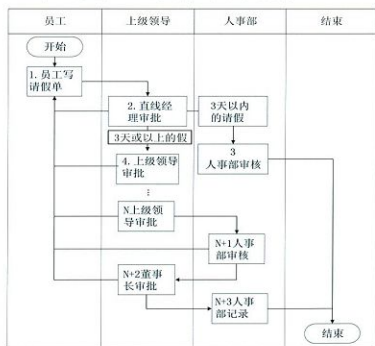 员工
上级领导
人事部
结束
开始
1. 员工写
请假单
2. 直线经
理审批
3天以内
的请假
3天或以上的假
4. 上级领导
审批
3
人事部审核
⋮
N上级领
导审批
N+1人事
部审核
N+2董事
长审批
N+3人事
部记录
结束